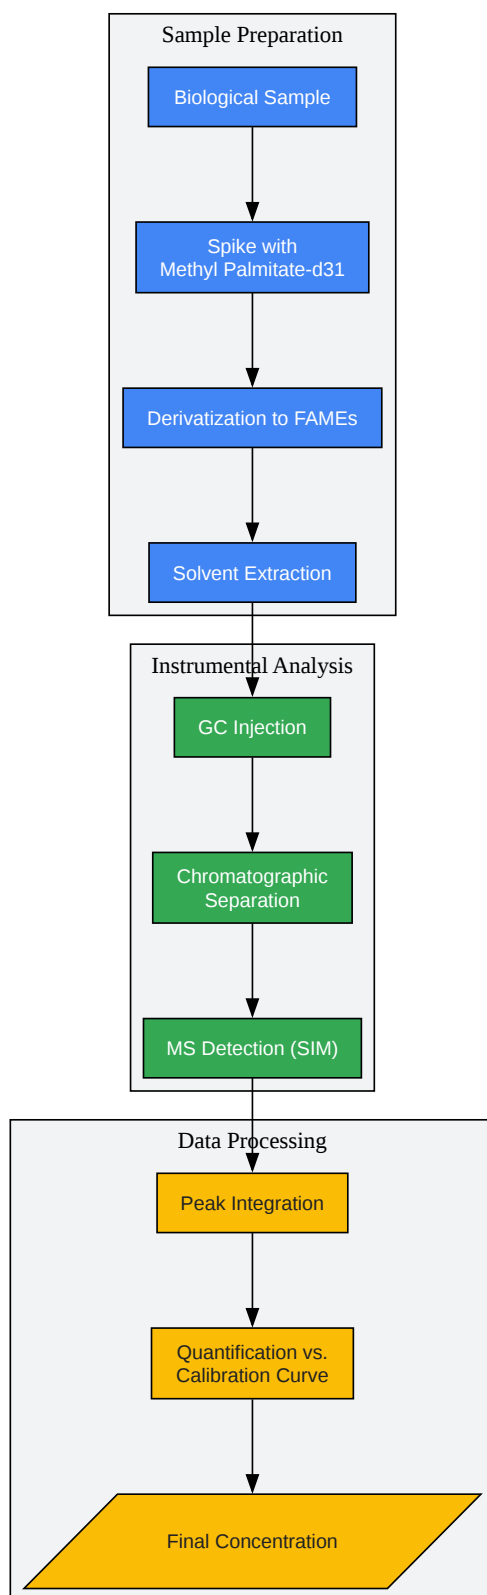 Sample Preparation
Biological Sample
Spike with
Methyl Palmitate-d31
Derivatization to FAMEs
Solvent Extraction
Instrumental Analysis
GC Injection
Chromatographic
Separation
MS Detection (SIM)
Data Processing
Peak Integration
Quantification vs.
Calibration Curve
Final Concentration